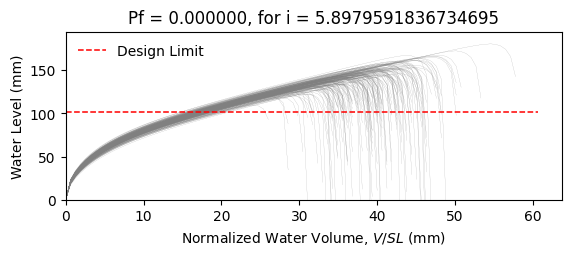 Pf = 0.000000, for i = 5.8979591836734695
Design Limit
Water Level (mm)
150
100
50
0
0 10 20 30 40 50 60
Normalized Water Volume, V/SL (mm)